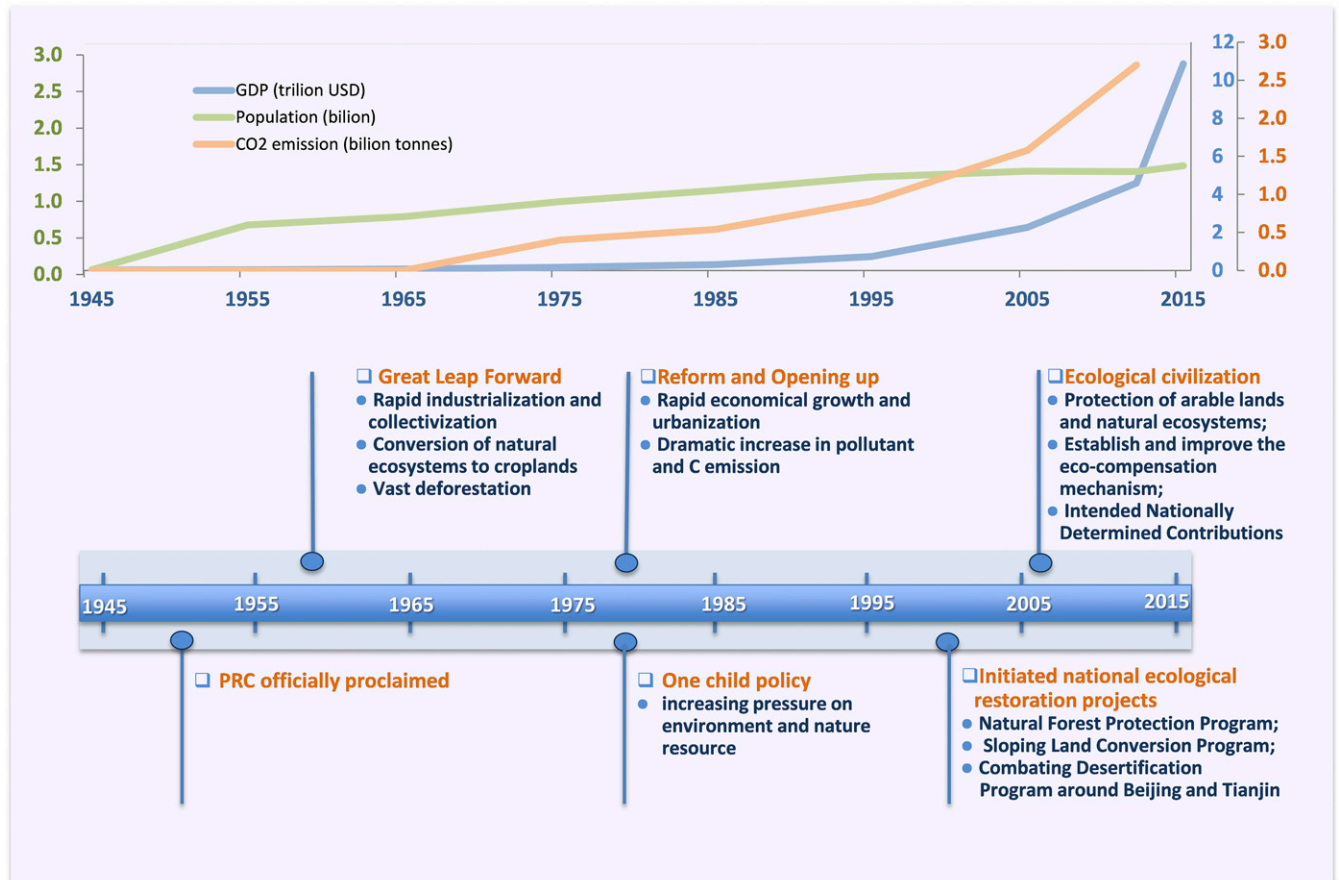 3.0
2.5
2.0
1.5
1.0
0.5
0.0
GDP (trilion USD)
Population (bilion)
CO2 emission (bilion tonnes)
12
10
8
6
4
2
0
3.0
2.5
2.0
1.5
1.0
0.5
0.0
1945 1955 1965 1975 1985 1995 2005 2015
Great Leap Forward
Rapid industrialization and
collectivization
Conversion of natural
ecosystems to croplands
Vast deforestation
Reform and Opening up
Rapid economical growth and
urbanization
Dramatic increase in pollutant
and C emission
Ecological civilization
Protection of arable lands
and natural ecosystems;
Establish and improve the
eco-compensation
mechanism;
Intended Nationally
Determined Contributions
1945 1955 1965 1975 1985 1995 2005 2015
PRC officially proclaimed
One child policy
increasing pressure on
environment and nature
resource
Initiated national ecological
restoration projects
Natural Forest Protection Program;
Sloping Land Conversion Program;
Combating Desertification
Program around Beijing and Tianjin